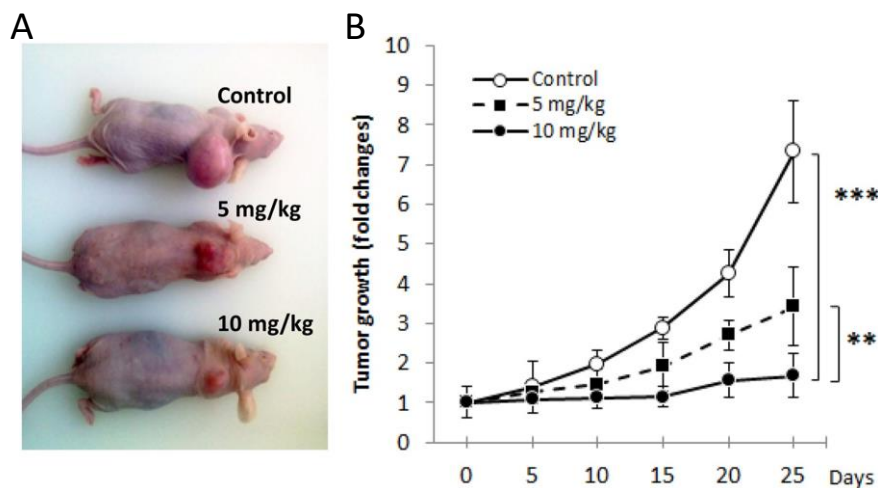 A
Control
5 mg/kg
10 mg/kg
B
Tumor growth (fold changes)
10
9
8
7
6
5
4
3
2
1
0
Control
5 mg/kg
10 mg/kg
***
**
0 5 10 15 20 25 Days